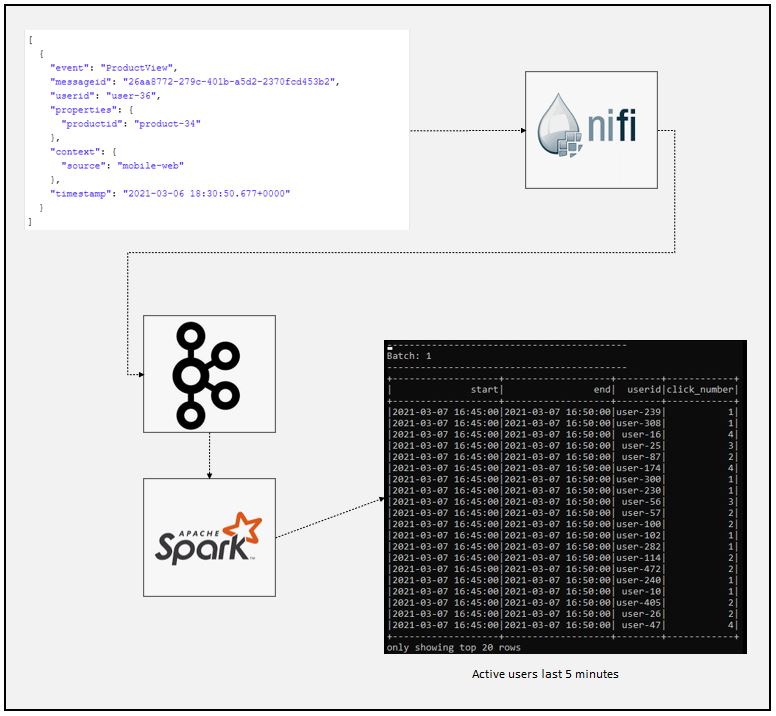 [
  {
    "event": "ProductView",
    "messageid": "26aa8772-279c-401b-a5d2-2370fcd453b2",
    "userid": "user-36",
    "properties": {
      "productid": "product-34"
    },
    "context": {
      "source": "mobile-web"
    },
    "timestamp": "2021-03-06 18:30:50.677+0000"
  }
]
nifi
APACHE
Spark™
-------------------------------------------
Batch: 1
-------------------------------------------
+-------------------+-------------------+--------+------------+
|              start|                end|  userid|click_number|
+-------------------+-------------------+--------+------------+
|2021-03-07 16:45:00|2021-03-07 16:50:00|user-239|           1|
|2021-03-07 16:45:00|2021-03-07 16:50:00|user-308|           1|
|2021-03-07 16:45:00|2021-03-07 16:50:00| user-16|           4|
|2021-03-07 16:45:00|2021-03-07 16:50:00| user-25|           3|
|2021-03-07 16:45:00|2021-03-07 16:50:00| user-87|           2|
|2021-03-07 16:45:00|2021-03-07 16:50:00|user-174|           4|
|2021-03-07 16:45:00|2021-03-07 16:50:00|user-300|           1|
|2021-03-07 16:45:00|2021-03-07 16:50:00|user-230|           1|
|2021-03-07 16:45:00|2021-03-07 16:50:00| user-56|           3|
|2021-03-07 16:45:00|2021-03-07 16:50:00| user-57|           2|
|2021-03-07 16:45:00|2021-03-07 16:50:00|user-100|           2|
|2021-03-07 16:45:00|2021-03-07 16:50:00|user-102|           1|
|2021-03-07 16:45:00|2021-03-07 16:50:00|user-282|           1|
|2021-03-07 16:45:00|2021-03-07 16:50:00|user-114|           2|
|2021-03-07 16:45:00|2021-03-07 16:50:00|user-472|           2|
|2021-03-07 16:45:00|2021-03-07 16:50:00|user-240|           1|
|2021-03-07 16:45:00|2021-03-07 16:50:00| user-10|           1|
|2021-03-07 16:45:00|2021-03-07 16:50:00|user-405|           2|
|2021-03-07 16:45:00|2021-03-07 16:50:00| user-26|           2|
|2021-03-07 16:45:00|2021-03-07 16:50:00| user-47|           4|
+-------------------+-------------------+--------+------------+
only showing top 20 rows
Active users last 5 minutes